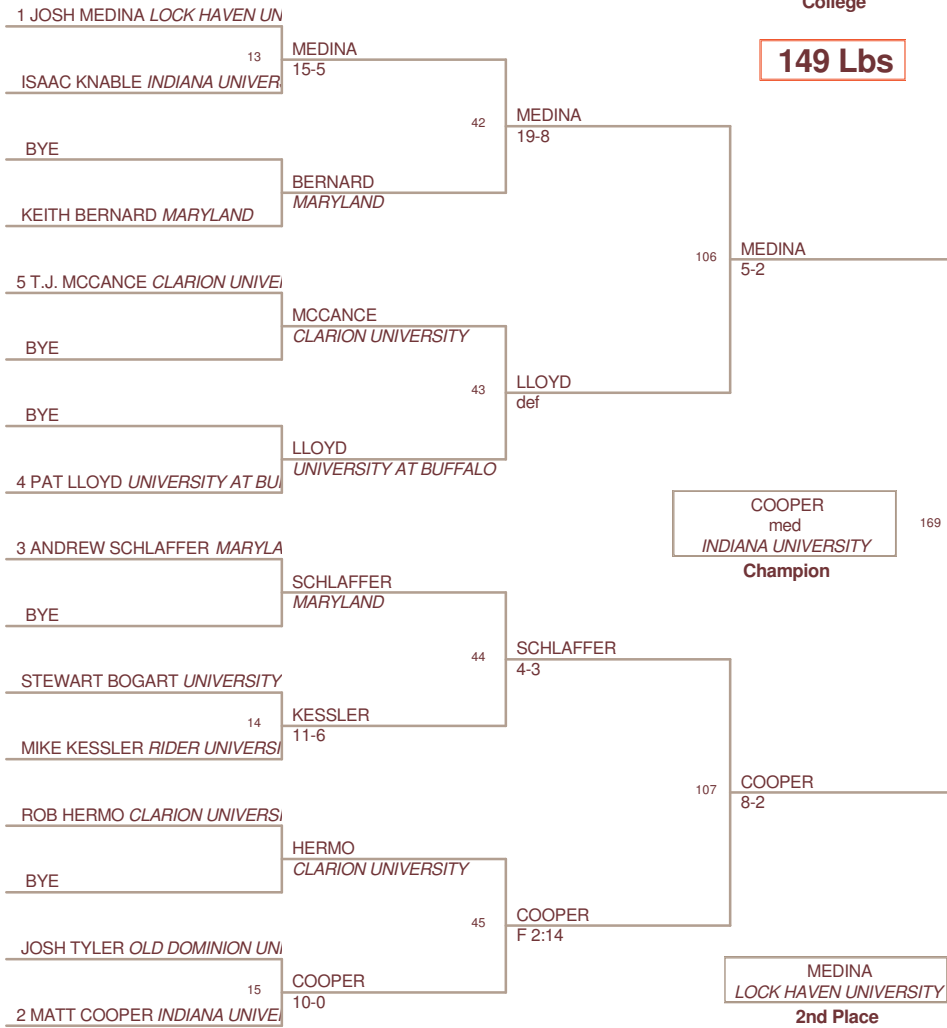 College
149 Lbs
1 JOSH MEDINA LOCK HAVEN UN
13
MEDINA
15-5
ISAAC KNABLE INDIANA UNIVER
42
MEDINA
19-8
BYE
BERNARD
MARYLAND
KEITH BERNARD MARYLAND
106
MEDINA
5-2
5 T.J. MCCANCE CLARION UNIVE
MCCANCE
CLARION UNIVERSITY
BYE
43
LLOYD
def
BYE
LLOYD
UNIVERSITY AT BUFFALO
4 PAT LLOYD UNIVERSITY AT BU
COOPER
med
INDIANA UNIVERSITY
169
Champion
3 ANDREW SCHLAFFER MARYLA
SCHLAFFER
MARYLAND
BYE
44
SCHLAFFER
4-3
STEWART BOGART UNIVERSITY
14
KESSLER
11-6
MIKE KESSLER RIDER UNIVERSI
107
COOPER
8-2
ROB HERMO CLARION UNIVERSI
HERMO
CLARION UNIVERSITY
BYE
45
COOPER
F 2:14
JOSH TYLER OLD DOMINION UNI
15
COOPER
10-0
2 MATT COOPER INDIANA UNIVE
MEDINA
LOCK HAVEN UNIVERSITY
2nd Place